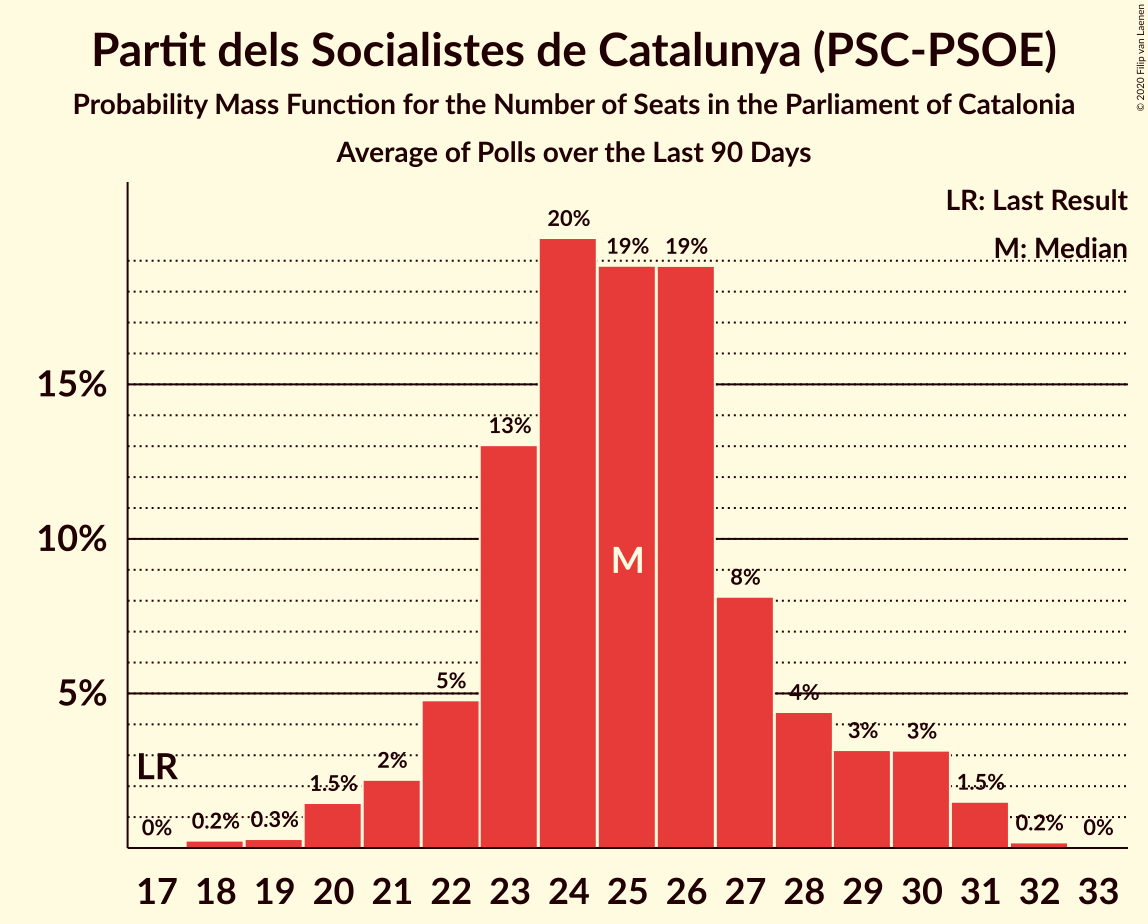 Partit dels Socialistes de Catalunya (PSC-PSOE)
Probability Mass Function for the Number of Seats in the Parliament of Catalonia
Average of Polls over the Last 90 Days
© 2020 Filip van Laenen
LR: Last Result
M: Median
20%
19%
19%
15%
13%
10%
M
8%
5%
5%
4%
3%
3%
LR
2%
1.5%
1.5%
0%
0.2%
0.3%
0.2%
0%
17 18 19 20 21 22 23 24 25 26 27 28 29 30 31 32 33